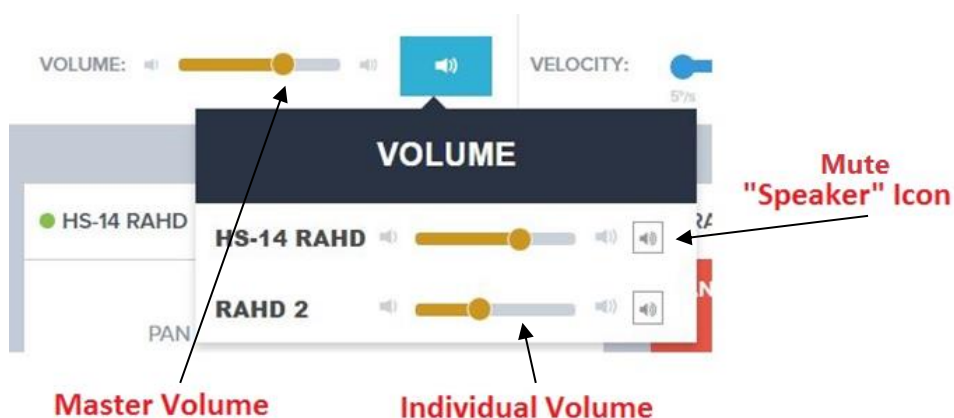 VOLUME:
VELOCITY:
5°/s
VOLUME
Mute
"Speaker" Icon
HS-14 RAHD
HS-14 RAHD
RAHD 2
PAN
Master Volume
Individual Volume